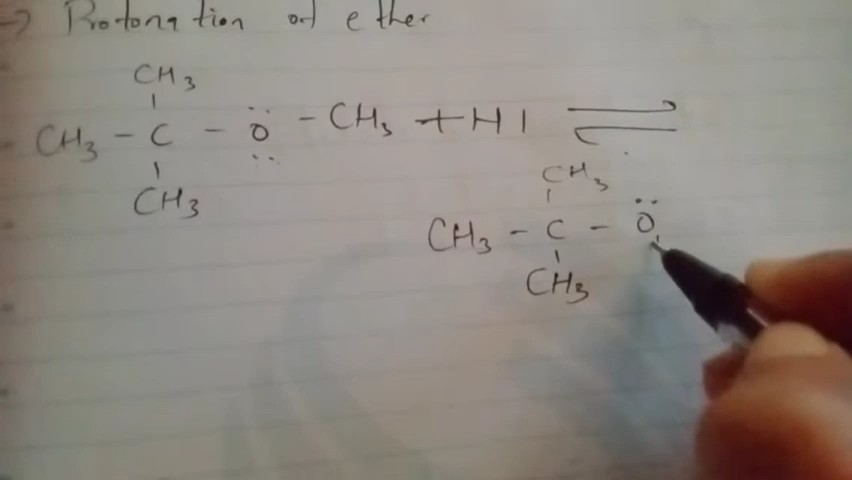 → Protonation of ether
CH3
CH3 - C - O - CH3 + HI ⇌
CH3
CH3
CH3 - C - O
CH3